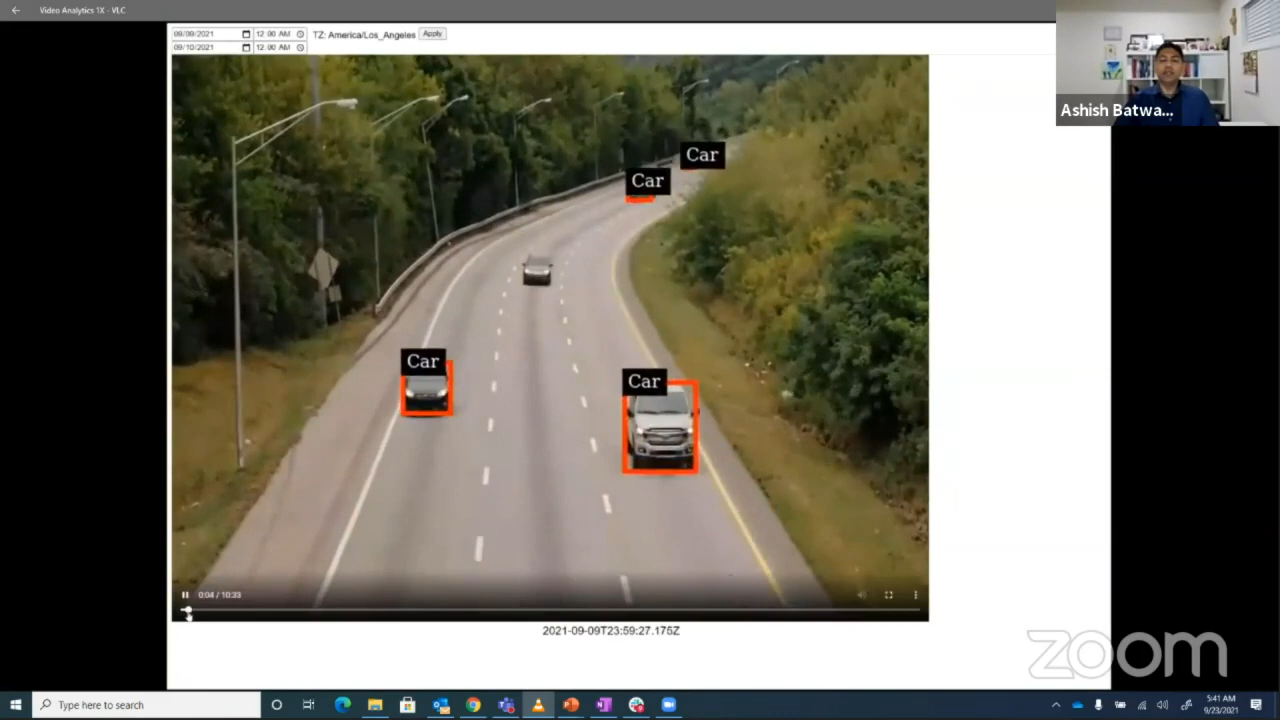 Video Analytics 1X - VLC
09/09/2021 12:00 AM TZ: America/Los_Angeles Apply
09/10/2021 12:00 AM
Ashish Batwa...
Car
Car
Car
Car
0:04 / 10:33
2021-09-09T23:59:27.175Z
zoom
Type here to search
5:41 AM
9/23/2021